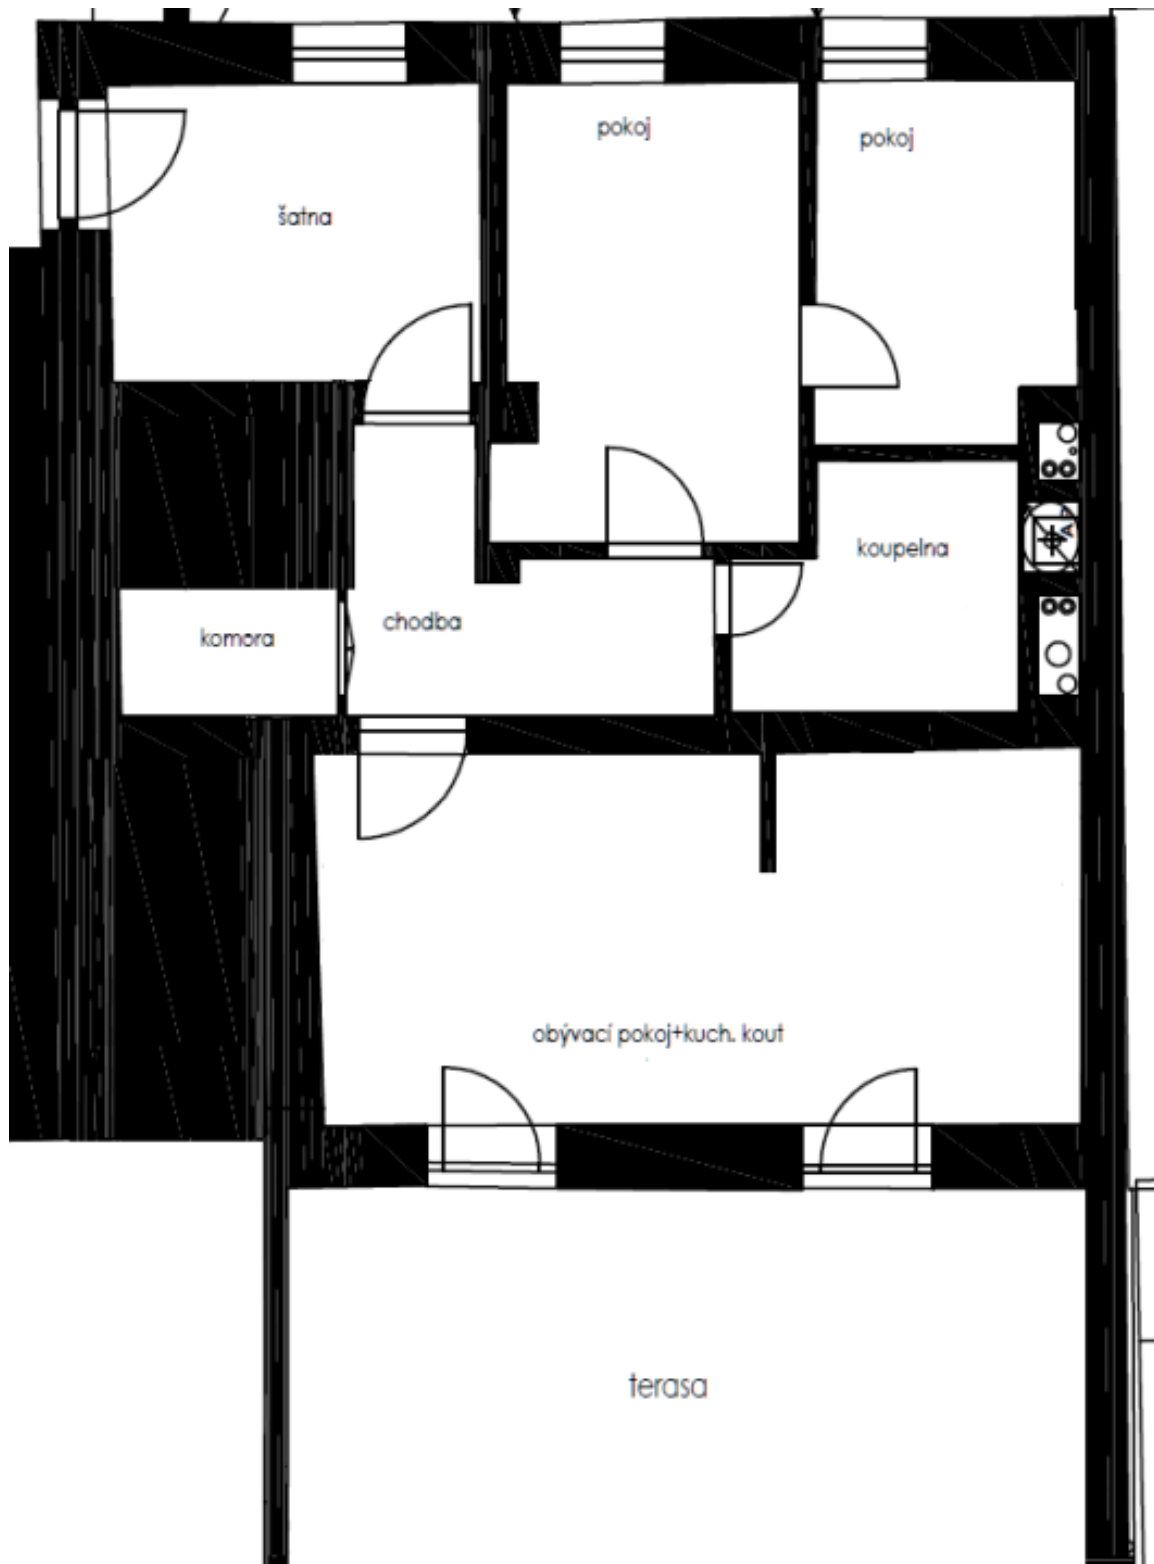 pokoj
pokoj
šatna
koupelna
chodba
komora
obývací pokoj+kuch. kout
terasa